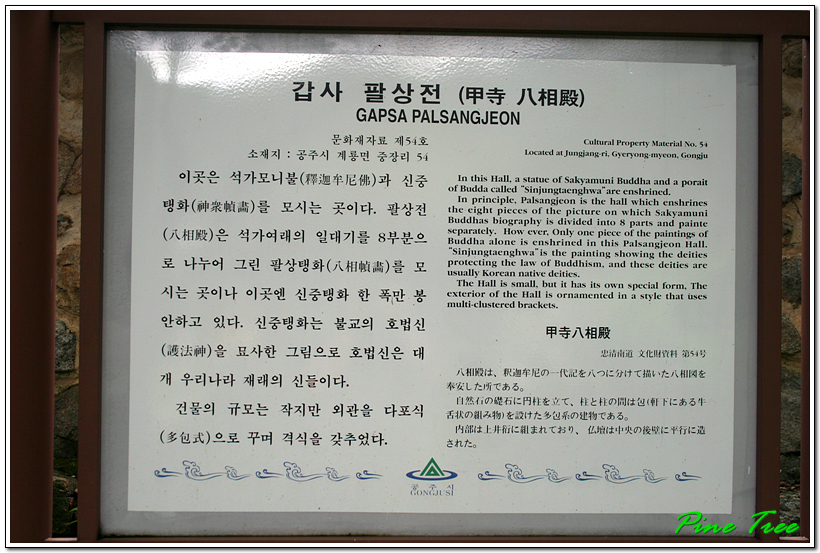 갑사 팔상전 (甲寺 八相殿)
GAPSA PALSANGJEON
문화재자료 제54호
소재지 : 공주시 계룡면 중장리 54
이곳은 석가모니불(釋迦牟尼佛)과 신중
탱화(神衆幀畵)를 모시는 곳이다. 팔상전
(八相殿)은 석가여래의 일대기를 8부분으
로 나누어 그린 팔상탱화(八相幀畵)를 모
시는 곳이나 이곳엔 신중탱화 한 폭만 봉
안하고 있다. 신중탱화는 불교의 호법신
(護法神)을 묘사한 그림으로 호법신은 대
개 우리나라 재래의 신들이다.
건물의 규모는 작지만 외관을 다포식
(多包式)으로 꾸며 격식을 갖추었다.
Cultural Property Material No. 54
Located at Jungjang-ri, Gyeryong-myeon, Gongju
In this Hall, a statue of Sakyamuni Buddha and a porait
of Budda called "Sinjungtaenghwa" are enshrined.
In principle, Palsangjeon is the hall which enshrines
the eight pieces of the picture on which Sakyamuni
Buddhas biography is divided into 8 parts and painte
separately. How ever, Only one piece of the paintings of
Buddha alone is enshrined in this Palsangjeon Hall.
"Sinjungtaenghwa" is the painting showing the deities
protecting the law of Buddhism, and these deities are
usually Korean native deities.
The Hall is small, but it has its own special form, The
exterior of the Hall is ornamented in a style that uses
multi-clustered brackets.
甲寺八相殿
忠清南道 文化財資料 第54号
八相殿は、釈迦牟尼の一代記を八つに分けて描いた八相図を
奉安した所である。
自然石の礎石に円柱を立て、柱と柱の間は包(軒下にある牛
舌状の組み物)を設けた多包系の建物である。
内部は上井桁に組まれており、仏壇は中央の後壁に平行に造
された。
공주시
GONGJUSI
Pine Tree